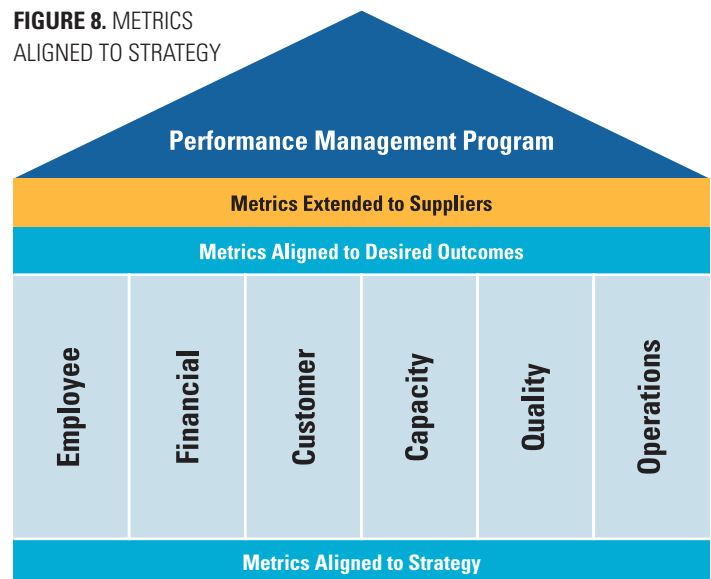 FIGURE 8. METRICS
ALIGNED TO STRATEGY
Performance Management Program
Metrics Extended to Suppliers
Metrics Aligned to Desired Outcomes
Employee
Financial
Customer
Capacity
Quality
Operations
Metrics Aligned to Strategy